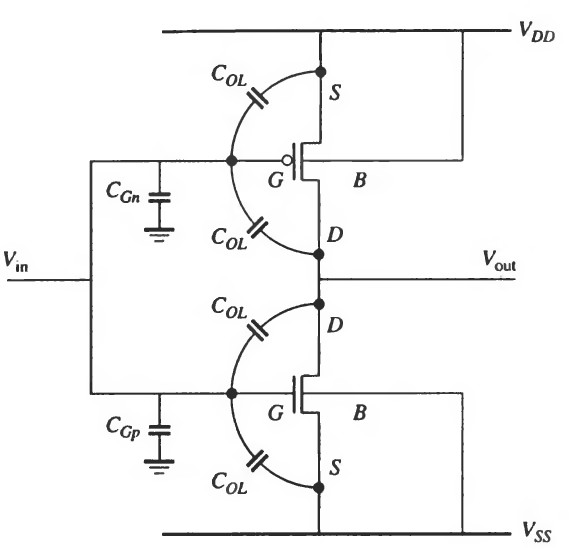 V_DD
C_OL
S
G
B
C_Gn
C_OL
D
V_in
V_out
C_OL
D
G
B
C_Gp
C_OL
S
V_SS